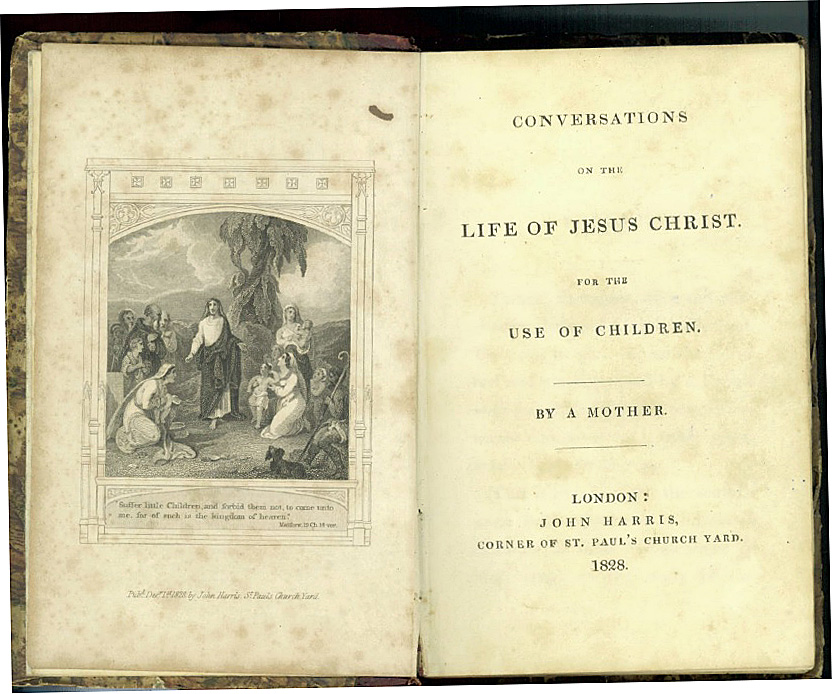 "Suffer little Children, and forbid them not, to come unto
me, for of such is the kingdom of heaven."
Matthew, 19 Ch. 14 ver.
Pubd. Decr. 1st 1828, by John Harris, St. Pauls Church Yard.
CONVERSATIONS
ON THE
LIFE OF JESUS CHRIST.
FOR THE
USE OF CHILDREN.
BY A MOTHER.
LONDON:
JOHN HARRIS,
CORNER OF ST. PAUL'S CHURCH YARD.
1828.